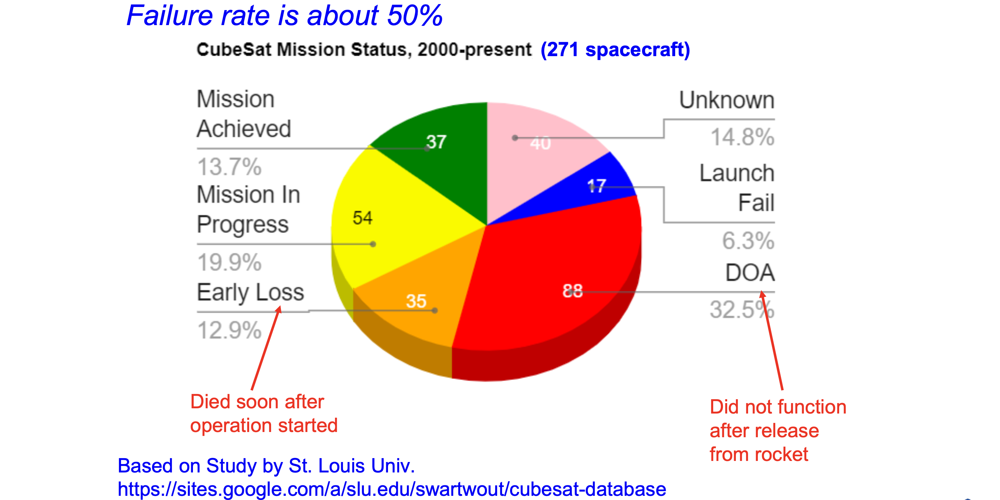 Failure rate is about 50%
CubeSat Mission Status, 2000-present (271 spacecraft)
Mission
Achieved
13.7%
Mission In
Progress
19.9%
Early Loss
12.9%
37
54
35
40
17
88
Unknown
14.8%
Launch
Fail
6.3%
DOA
32.5%
Died soon after
operation started
Did not function
after release
from rocket
Based on Study by St. Louis Univ.
https://sites.google.com/a/slu.edu/swartwout/cubesat-database